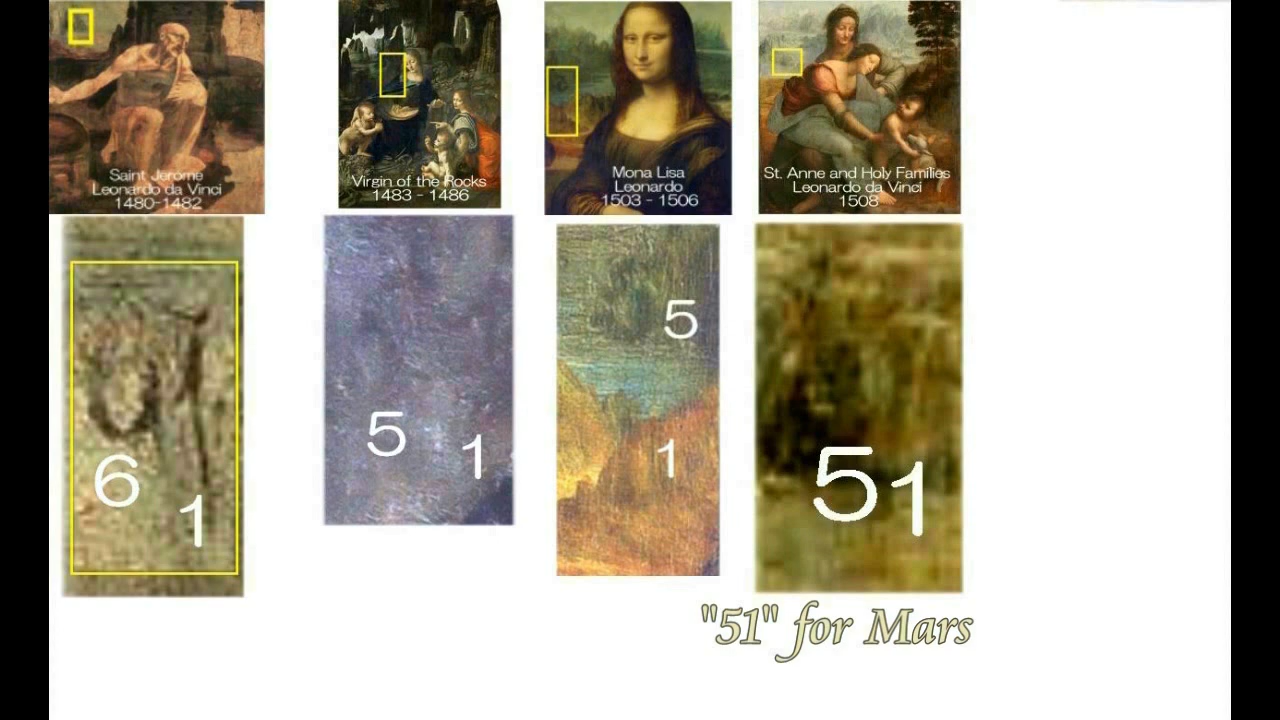 Saint Jerome
Leonardo da Vinci
1480-1482
Virgin of the Rocks
1483 - 1486
Mona Lisa
Leonardo
1503 - 1506
St. Anne and Holy Families
Leonardo da Vinci
1508
6
1
5
1
5
1
51
"51" for Mars